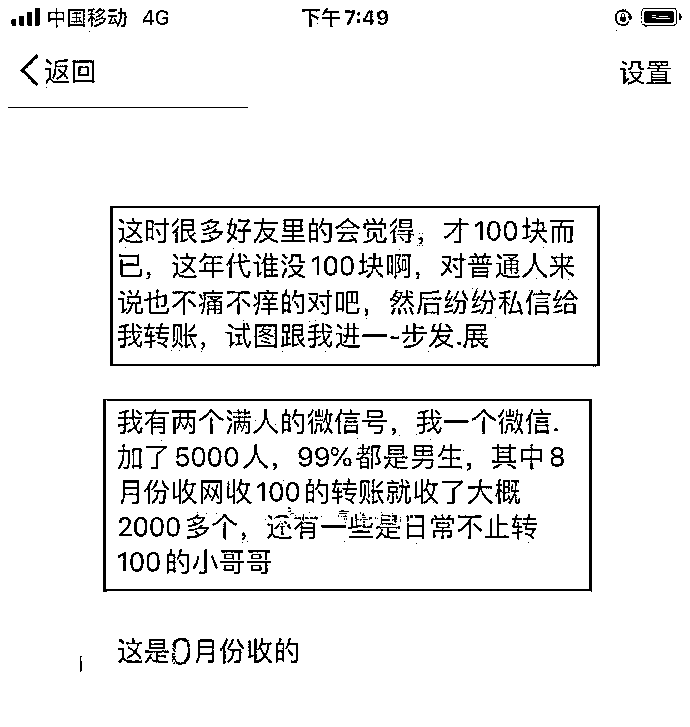 中国移动 4G 下午7:49
返回 设置
这时很多好友里的会觉得，才100块而
已，这年代谁没100块啊，对普通人来
说也不痛不痒的对吧，然后纷纷私信给
我转账，试图跟我进一-步发.展
我有两个满人的微信号，我一个微信.
加了5000人，99%都是男生，其中8
月份收网收100的转账就收了大概
2000多个，还有一些是日常不止转
100的小哥哥
这是0月份收的